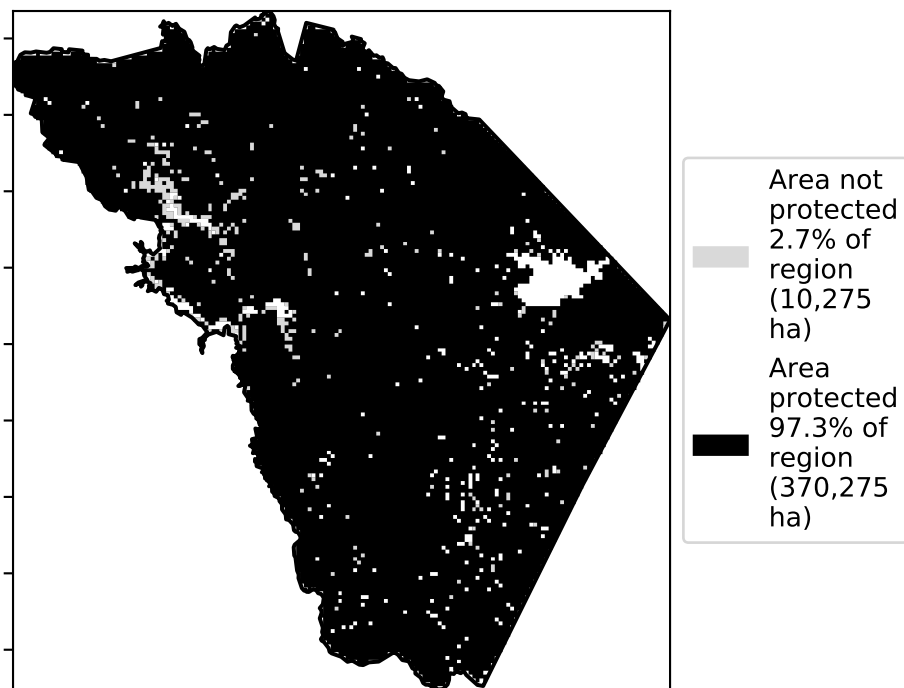 Area not
protected
2.7% of
region
(10,275
ha)
Area
protected
97.3% of
region
(370,275
ha)